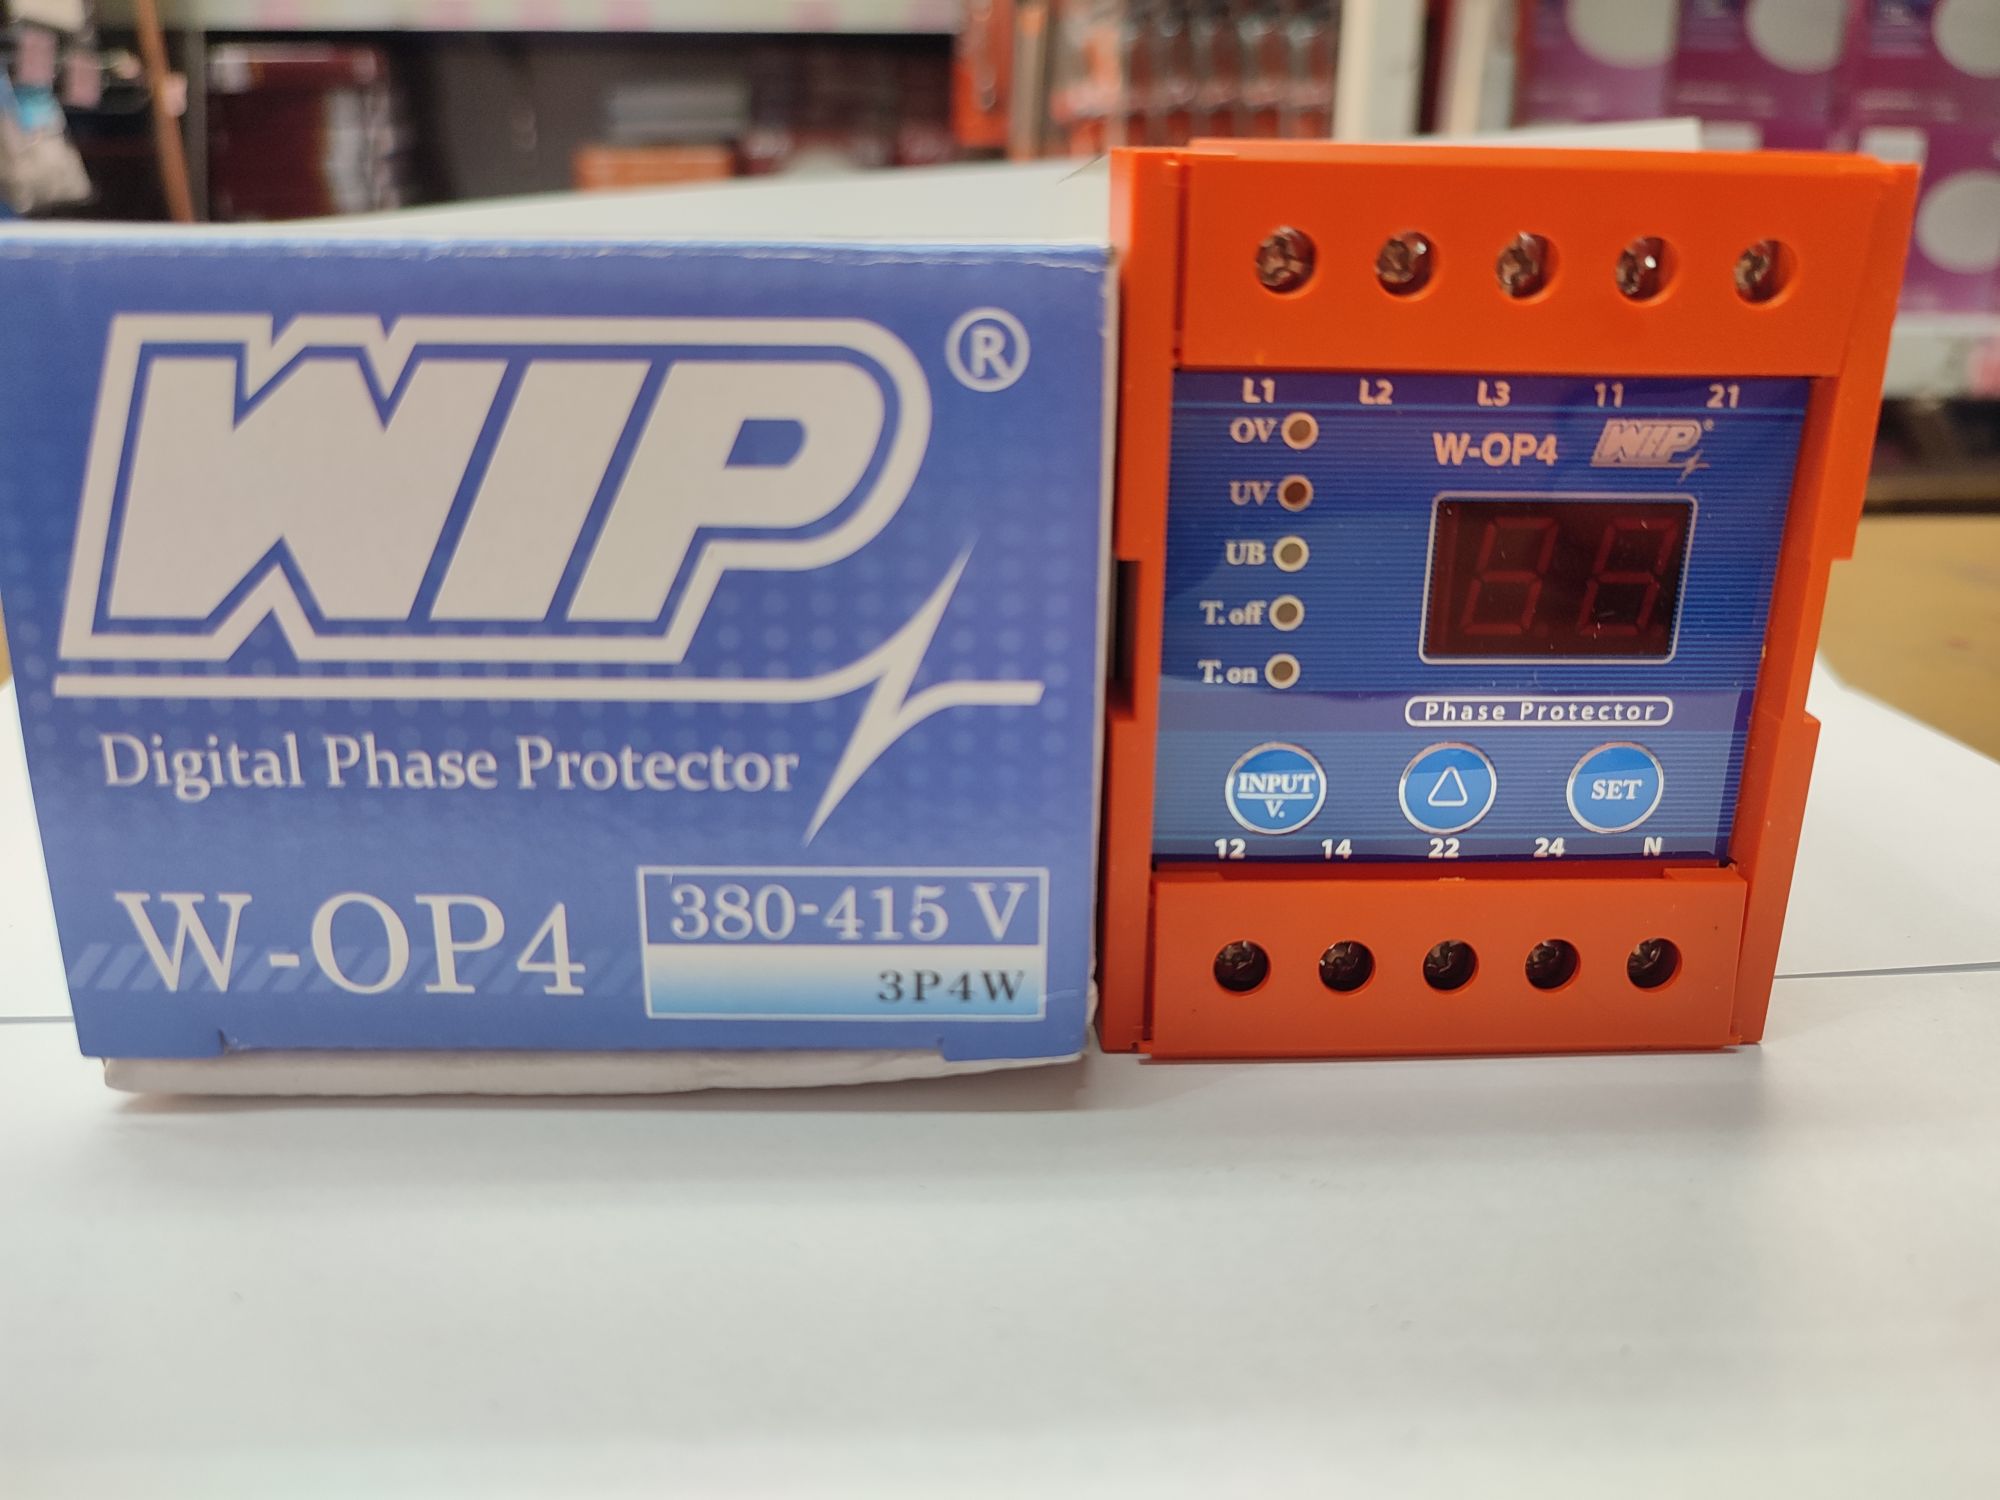 WIP®
Digital Phase Protector
W-OP4
380-415 V
3P4W
L1 L2 L3 11 21
OV
W-OP4 WIP®
UV
UB
T. off
T. on
Phase Protector
INPUT
V.
SET
12 14 22 24 N